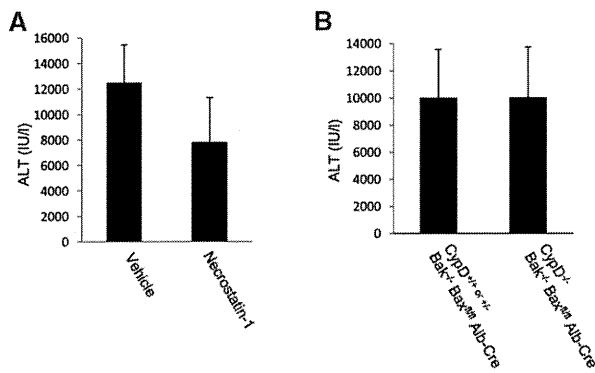 A
ALT (IU/l)
16000
14000
12000
10000
8000
6000
4000
2000
0
Vehicle
Necrostatin-1
B
ALT (IU/l)
14000
12000
10000
8000
6000
4000
2000
0
CypD+/+ or +/-
Bak-/- Baxfl/fl Alb-Cre
CypD-/-
Bak-/- Baxfl/fl Alb-Cre